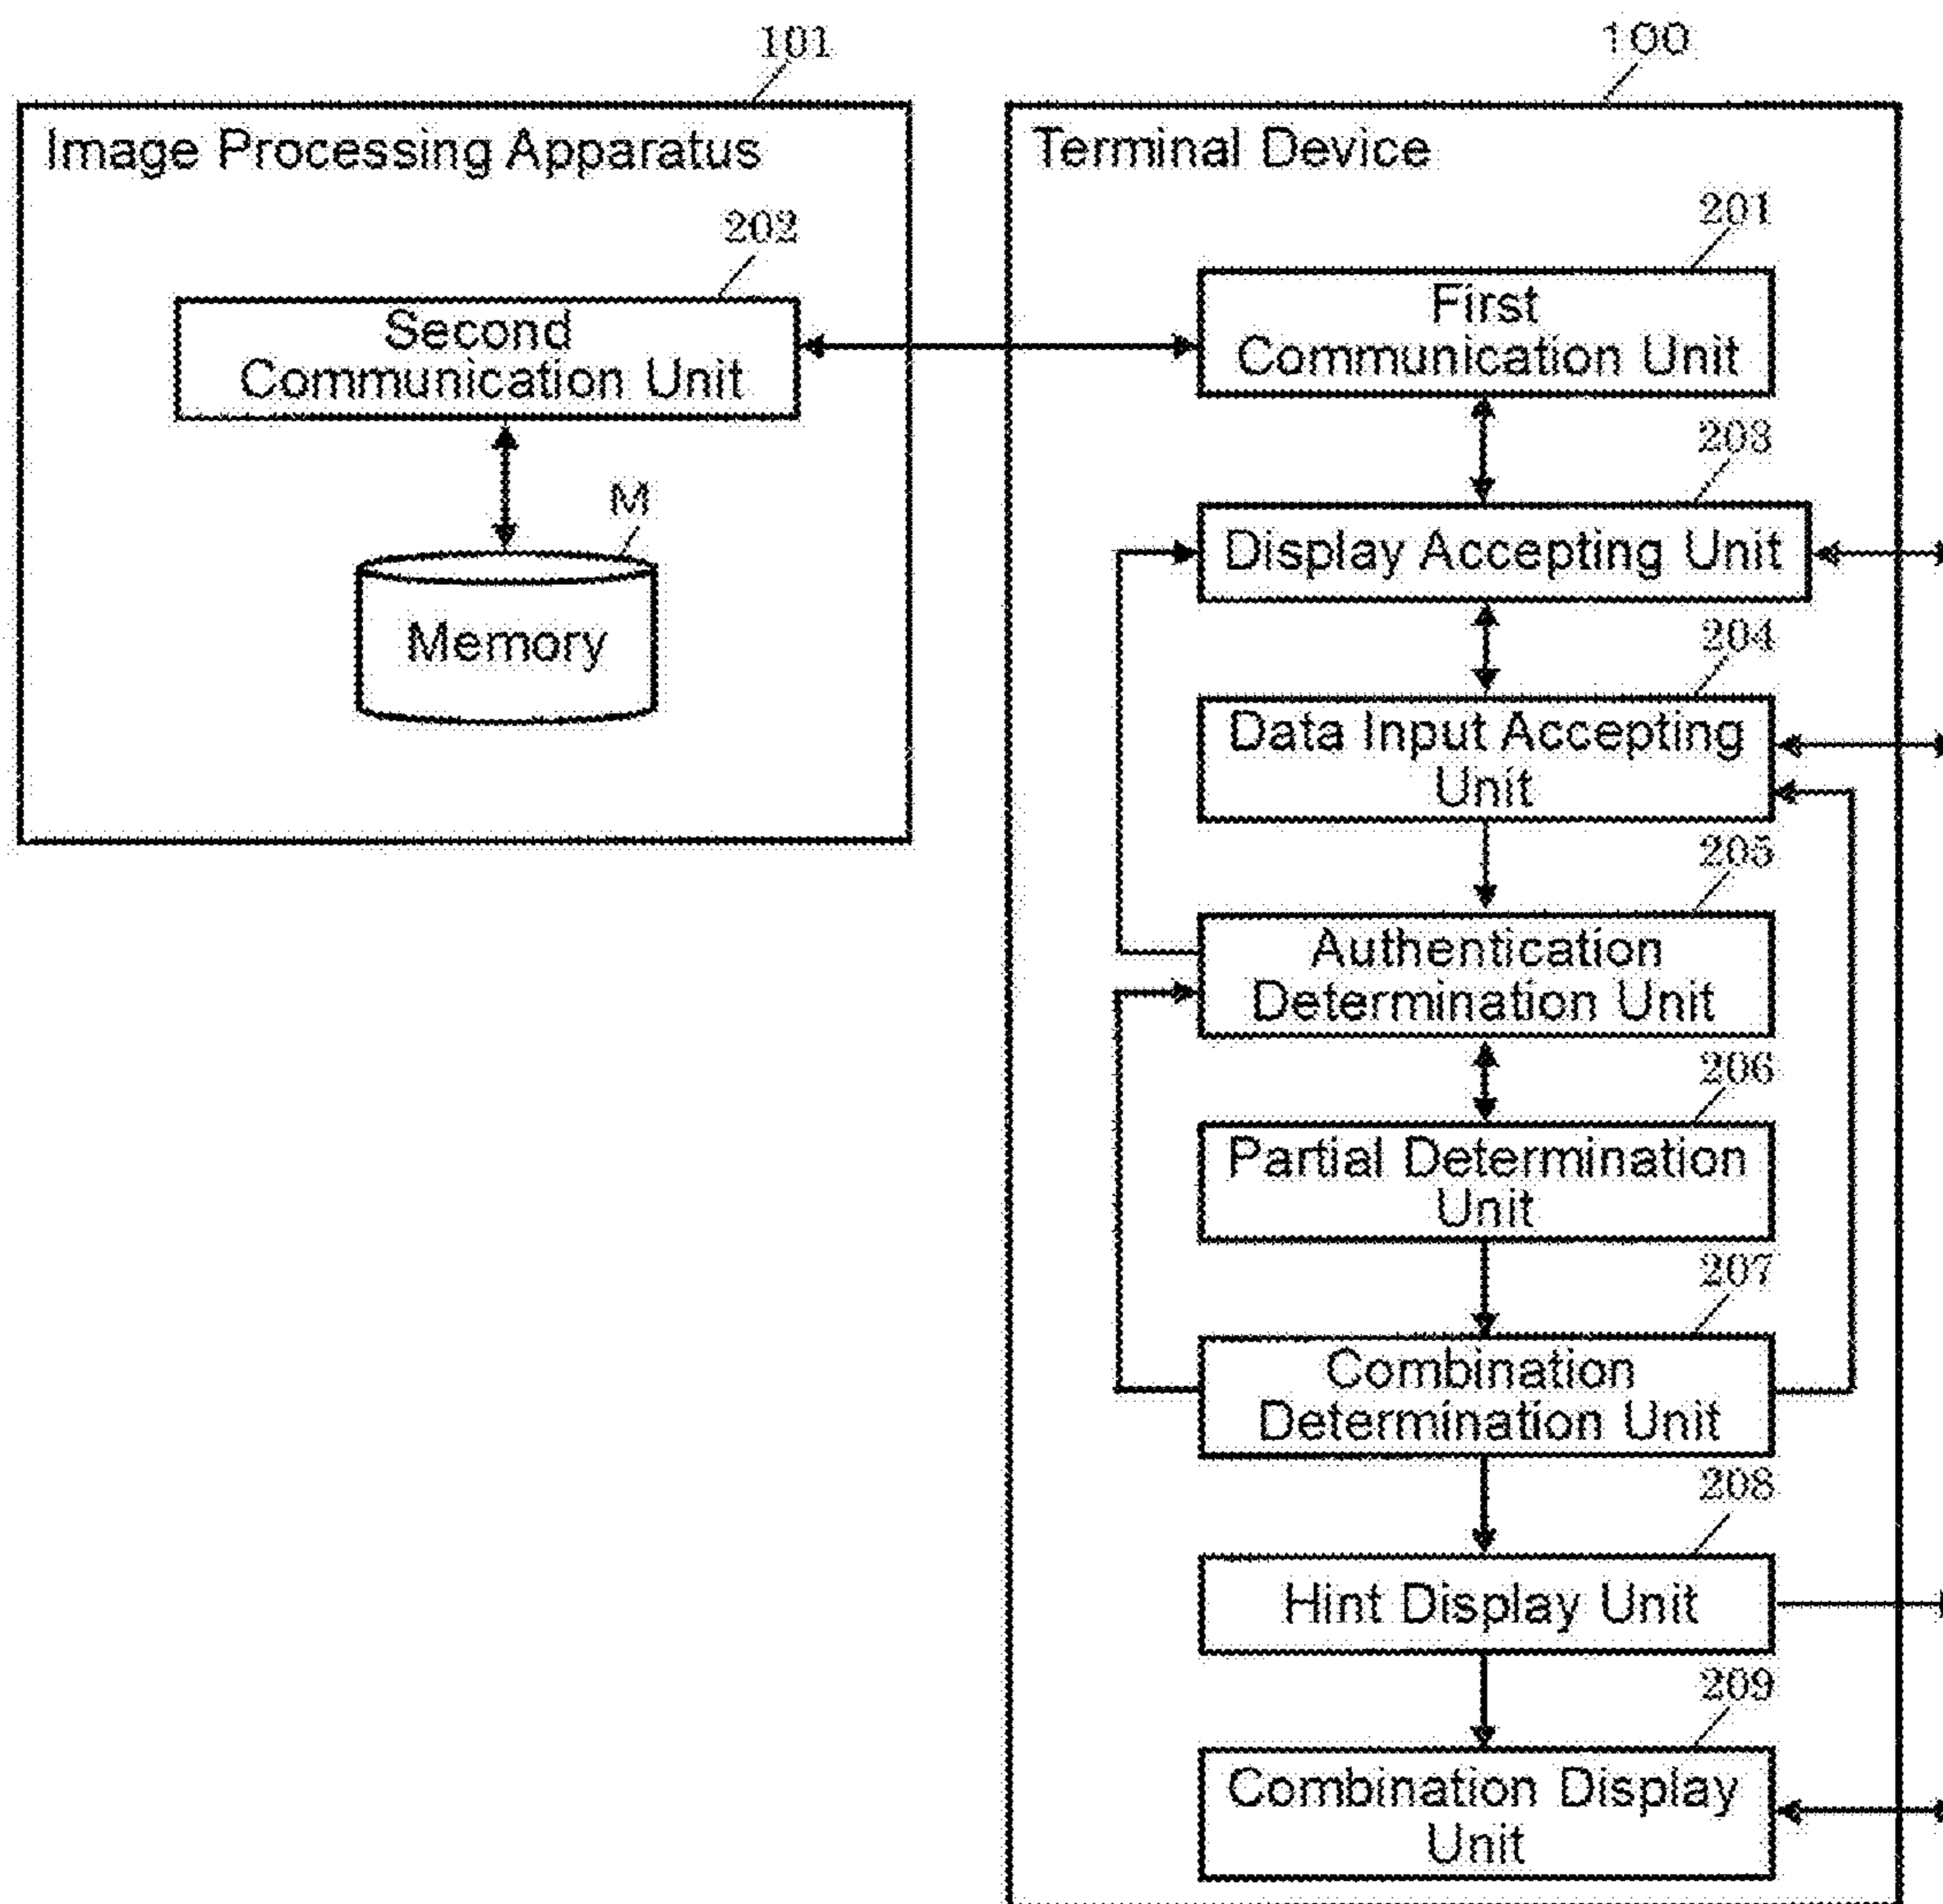 101
Image Processing Apparatus
202
Second
Communication Unit
M
Memory
100
Terminal Device
201
First
Communication Unit
203
Display Accepting Unit
204
Data Input Accepting
Unit
205
Authentication
Determination Unit
206
Partial Determination
Unit
207
Combination
Determination Unit
208
Hint Display Unit
209
Combination Display
Unit